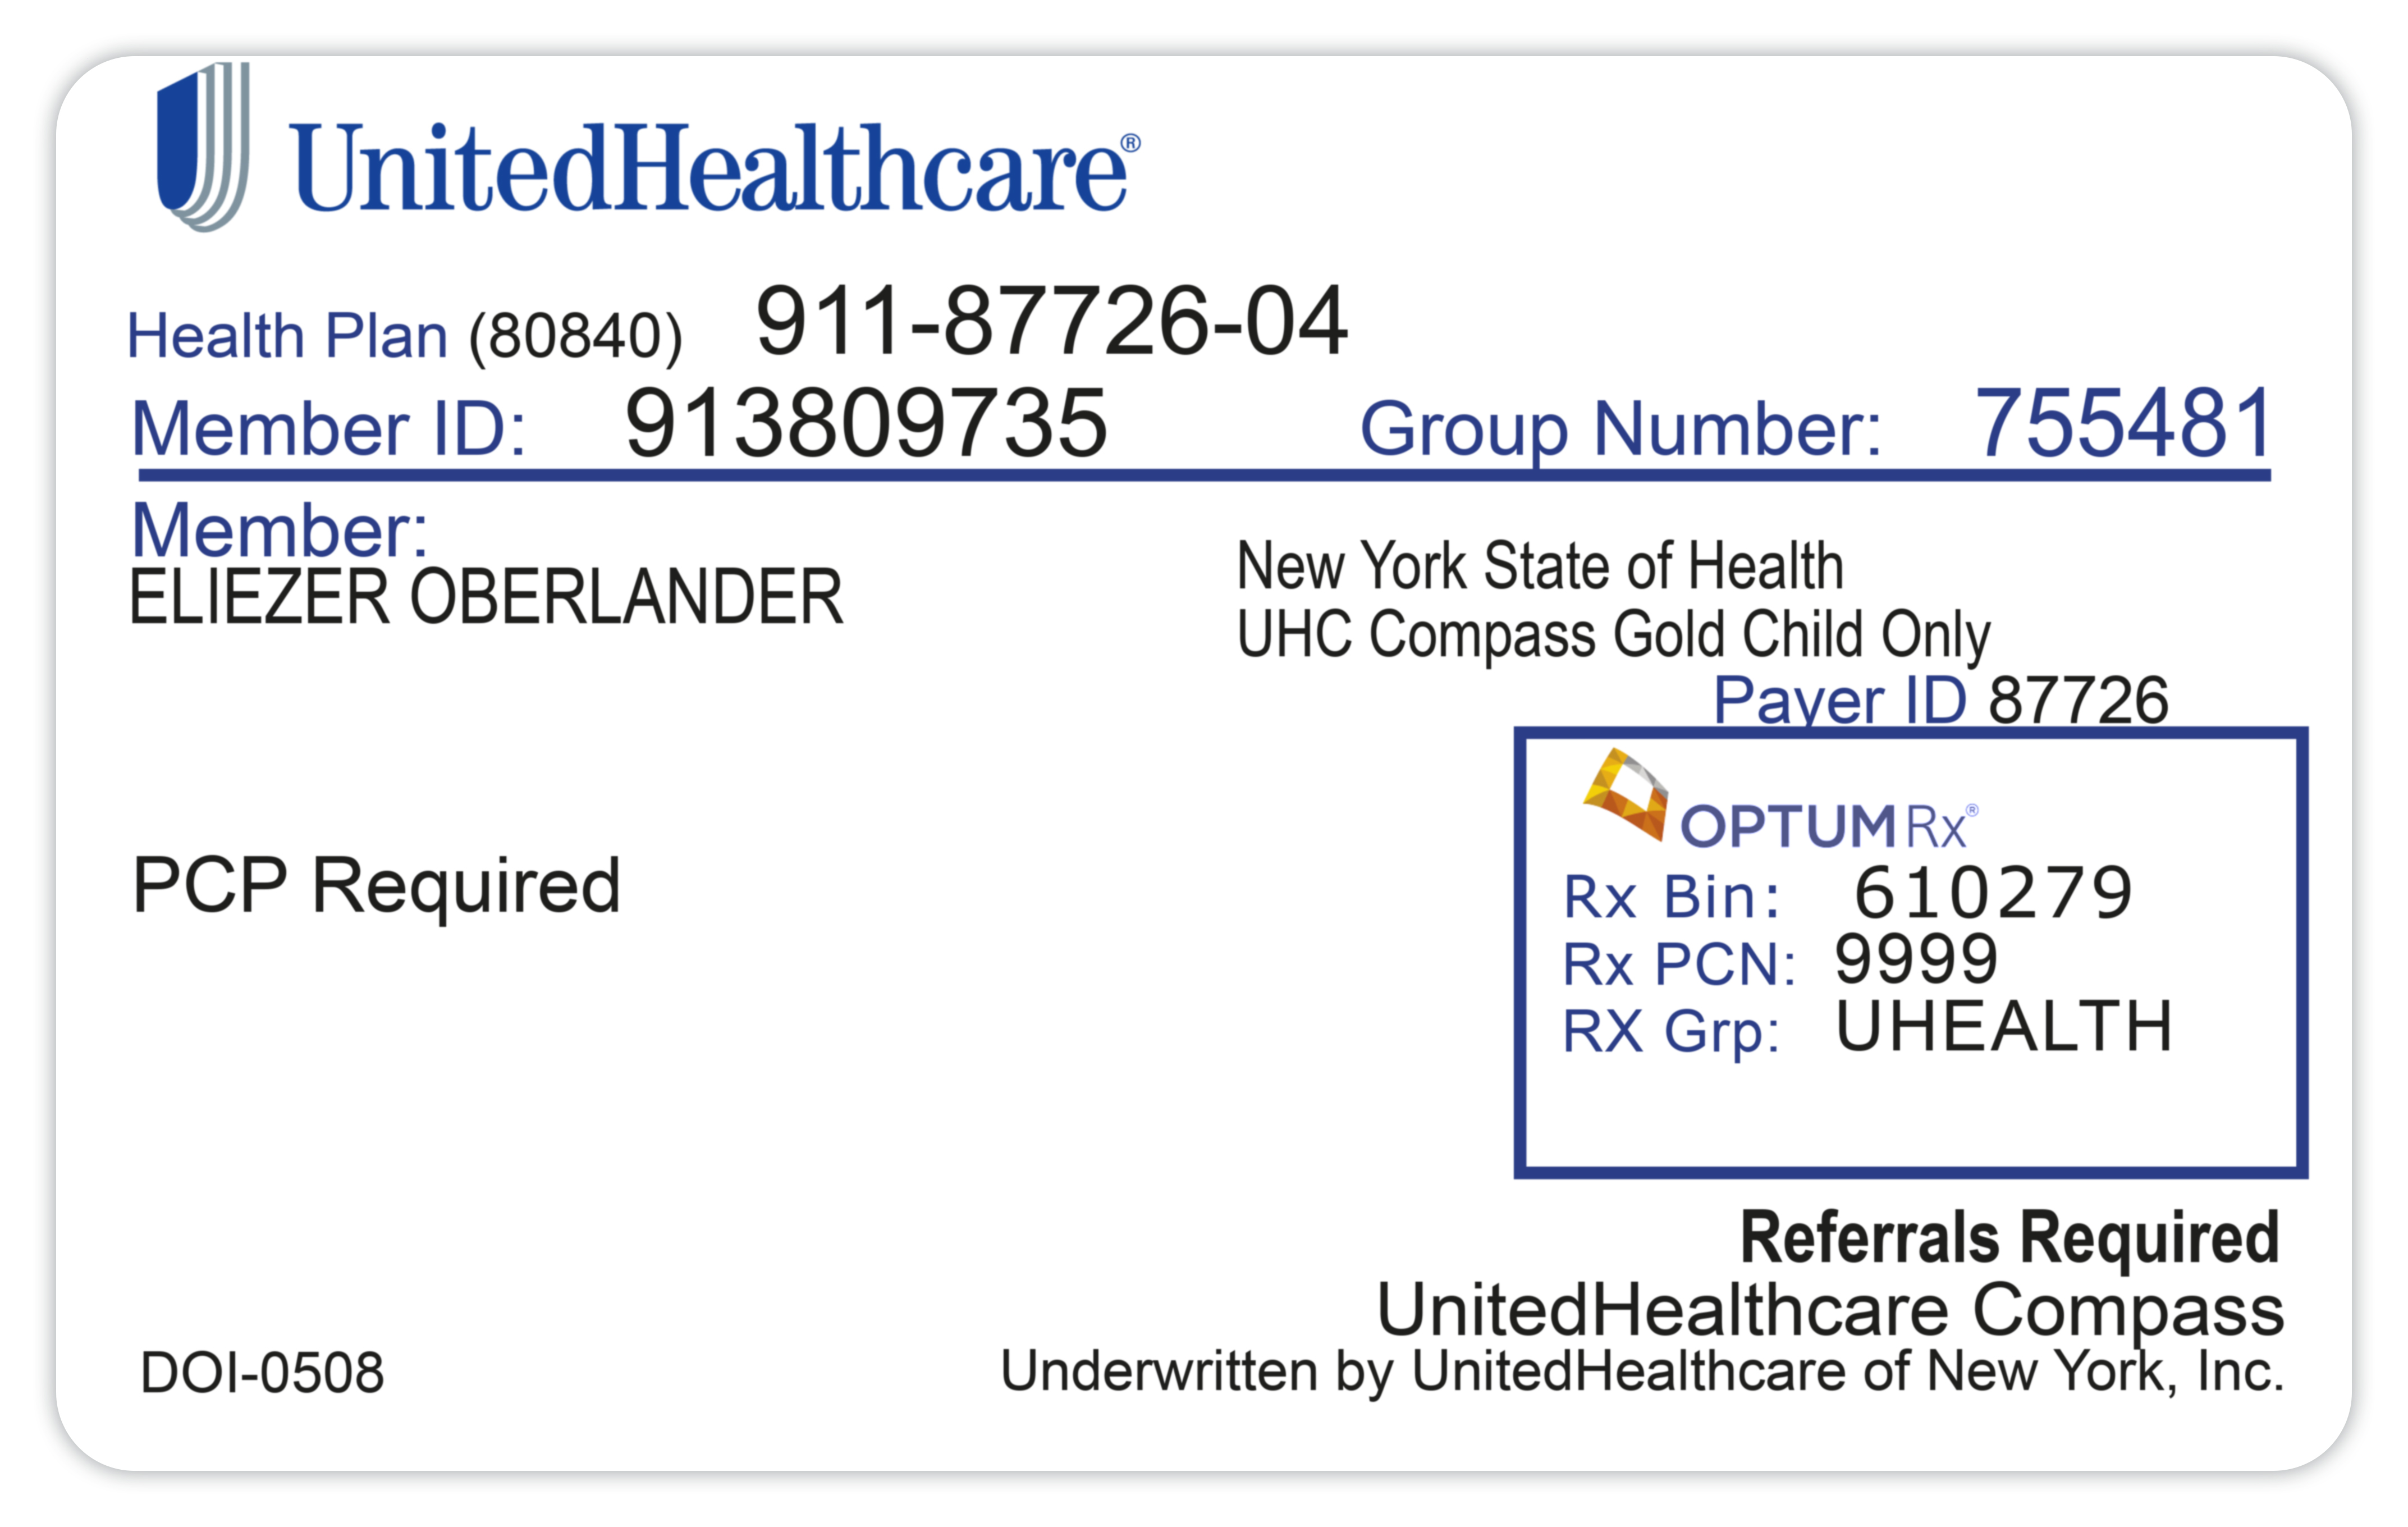 UnitedHealthcare®
Health Plan (80840) 911-87726-04
Member ID: 913809735 Group Number: 755481
Member:
ELIEZER OBERLANDER
New York State of Health
UHC Compass Gold Child Only
Payer ID 87726
OPTUM Rx®
PCP Required
Rx Bin: 610279
Rx PCN: 9999
RX Grp: UHEALTH
Referrals Required
UnitedHealthcare Compass
DOI-0508 Underwritten by UnitedHealthcare of New York, Inc.